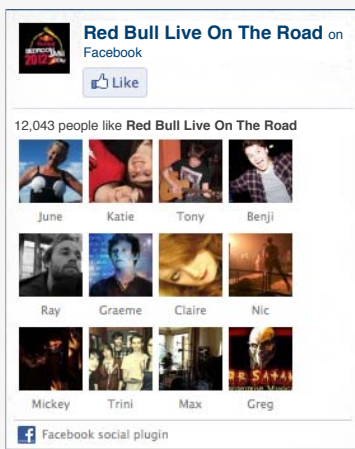 Red Bull Live On The Road on
Facebook
Like
12,043 people like Red Bull Live On The Road
June Katie Tony Benji
Ray Graeme Claire Nic
Mickey Trini Max Greg
Facebook social plugin